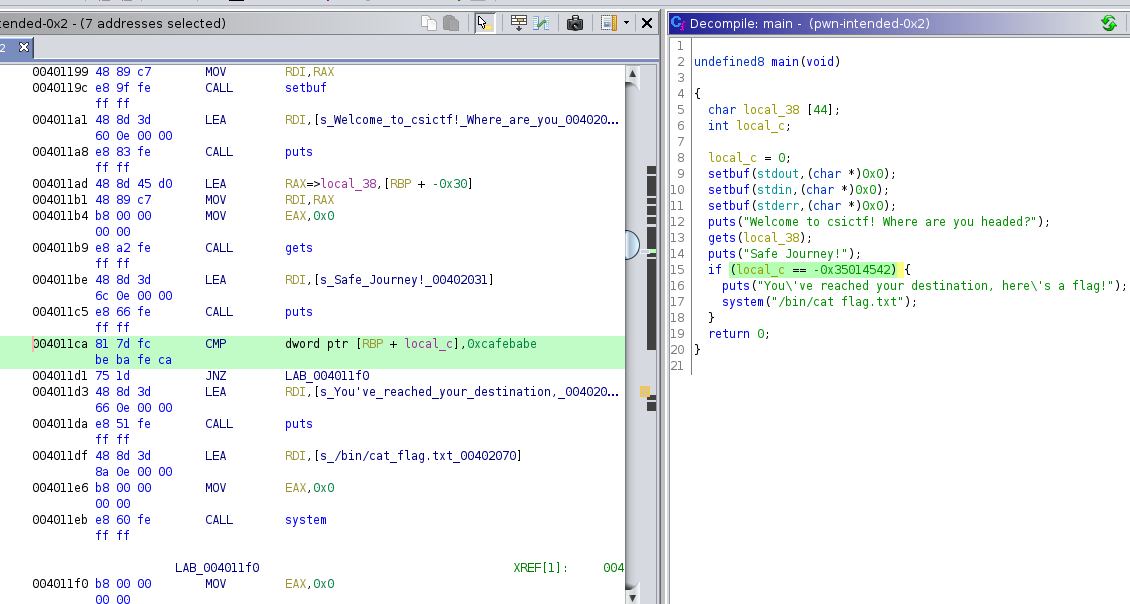 ended-0x2 - (7 addresses selected)
2
00401199 48 89 c7 MOV RDI,RAX
0040119c e8 9f fe CALL setbuf
ff ff
004011a1 48 8d 3d LEA RDI,[s_Welcome_to_csictf!_Where_are_you_004020...
60 0e 00 00
004011a8 e8 83 fe CALL puts
ff ff
004011ad 48 8d 45 d0 LEA RAX=>local_38,[RBP + -0x30]
004011b1 48 89 c7 MOV RDI,RAX
004011b4 b8 00 00 MOV EAX,0x0
00 00
004011b9 e8 a2 fe CALL gets
ff ff
004011be 48 8d 3d LEA RDI,[s_Safe_Journey!_00402031]
6c 0e 00 00
004011c5 e8 66 fe CALL puts
ff ff
004011ca 81 7d fc CMP dword ptr [RBP + local_c],0xcafebabe
be ba fe ca
004011d1 75 1d JNZ LAB_004011f0
004011d3 48 8d 3d LEA RDI,[s_You've_reached_your_destination,_004020...
66 0e 00 00
004011da e8 51 fe CALL puts
ff ff
004011df 48 8d 3d LEA RDI,[s_/bin/cat_flag.txt_00402070]
8a 0e 00 00
004011e6 b8 00 00 MOV EAX,0x0
00 00
004011eb e8 60 fe CALL system
ff ff
LAB_004011f0 XREF[1]: 004
004011f0 b8 00 00 MOV EAX,0x0
00 00
Decompile: main - (pwn-intended-0x2)
1
2 undefined8 main(void)
3
4 {
5 char local_38 [44];
6 int local_c;
7
8 local_c = 0;
9 setbuf(stdout,(char *)0x0);
10 setbuf(stdin,(char *)0x0);
11 setbuf(stderr,(char *)0x0);
12 puts("Welcome to csictf! Where are you headed?");
13 gets(local_38);
14 puts("Safe Journey!");
15 if (local_c == -0x35014542) {
16 puts("You\'ve reached your destination, here\'s a flag!");
17 system("/bin/cat flag.txt");
18 }
19 return 0;
20 }
21